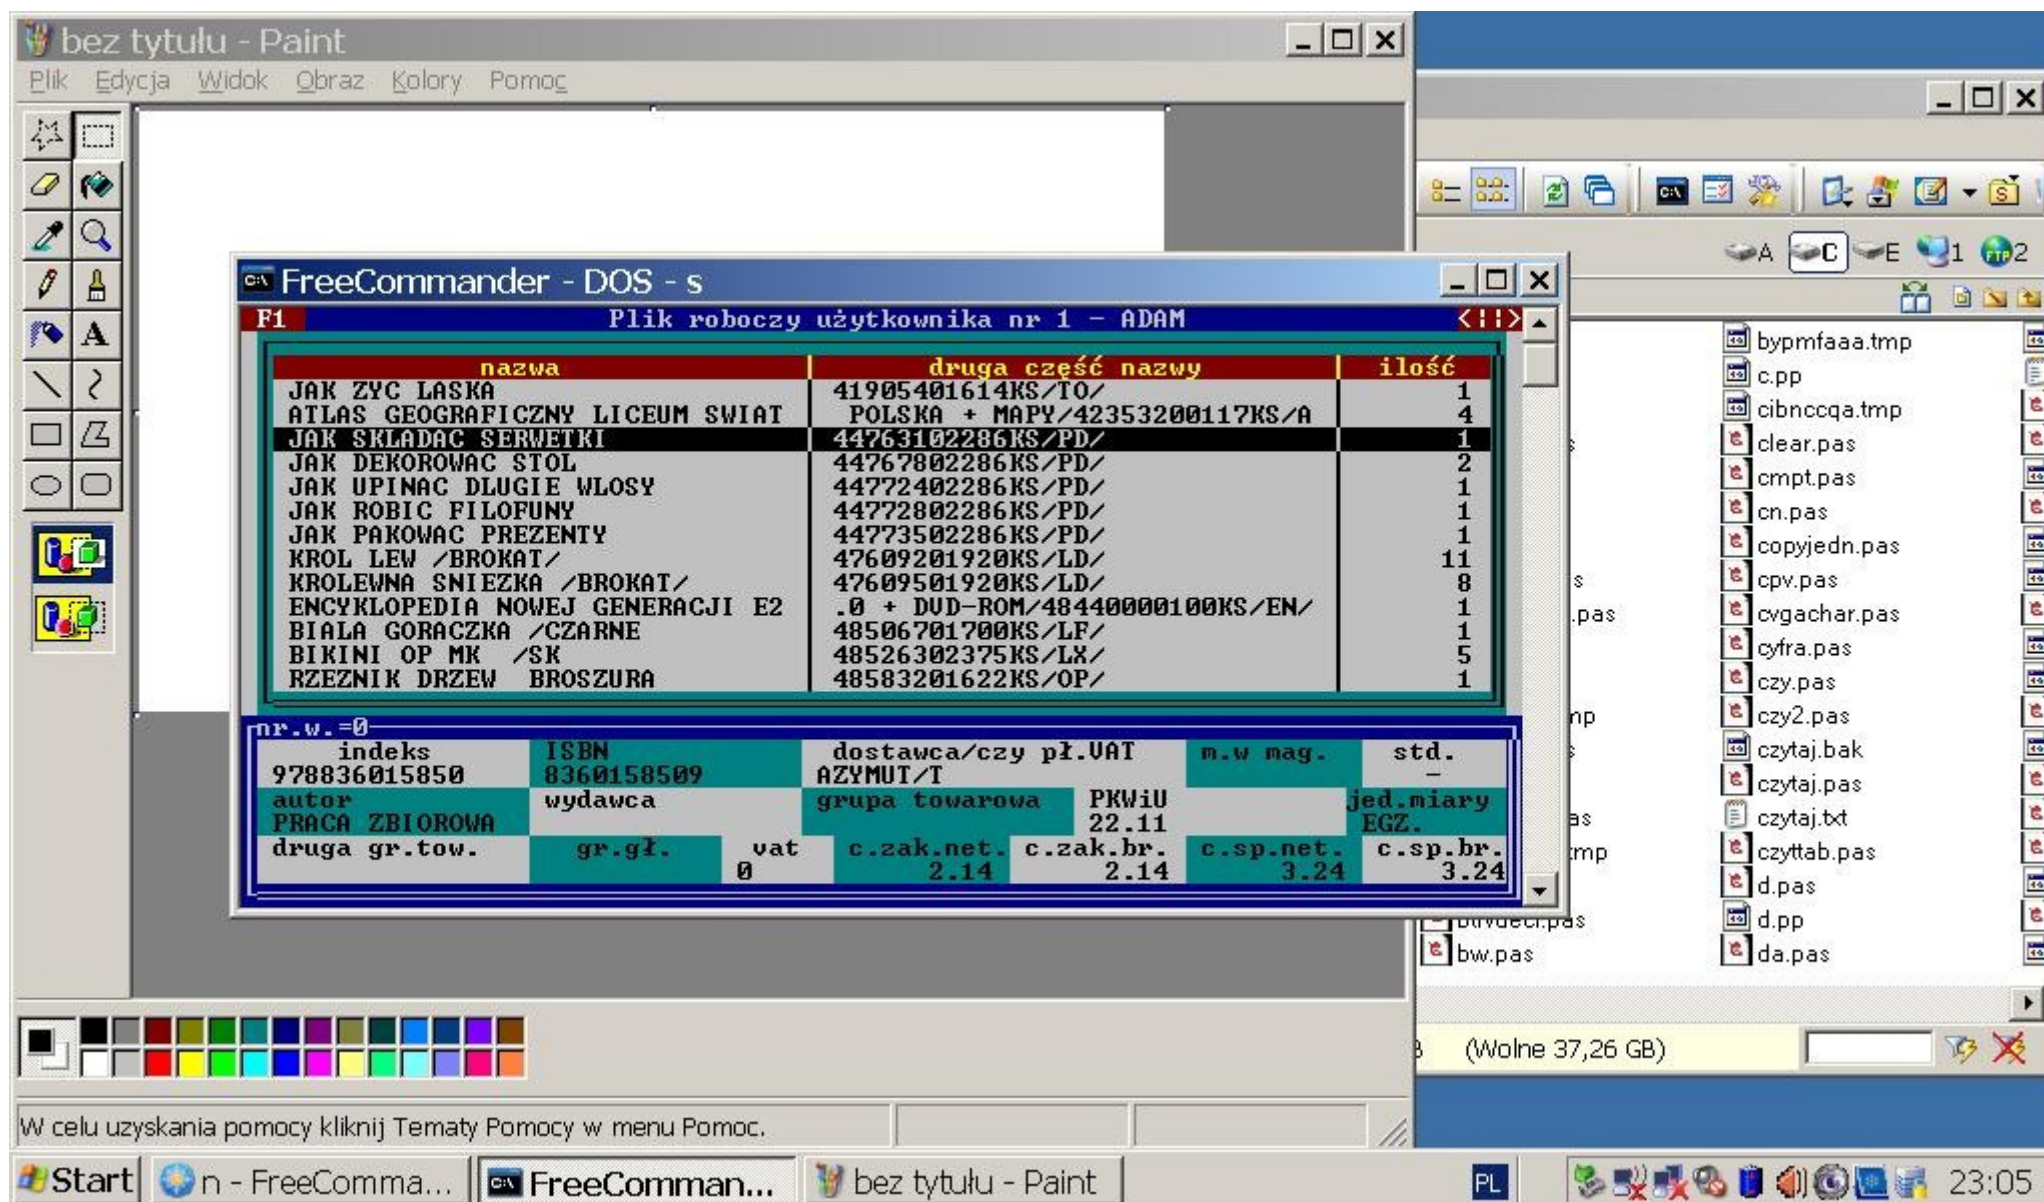 bez tytułu - Paint
Plik Edycja Widok Obraz Kolory Pomoc
A C E 1 2
FreeCommander - DOS - s
F1 Plik roboczy użytkownika nr 1 - ADAM
nazwa druga część nazwy ilość
JAK ZYC LASKA 41905401614KS/TO/ 1
ATLAS GEOGRAFICZNY LICEUM SWIAT POLSKA + MAPY/42353200117KS/A 4
JAK SKLADAC SERWETKI 44763102286KS/PD/ 1
JAK DEKOROWAC STOL 44767802286KS/PD/ 2
JAK UPINAC DLUGIE WLOSY 44772402286KS/PD/ 1
JAK ROBIC FILOFUNY 44772802286KS/PD/ 1
JAK PAKOWAC PREZENTY 44773502286KS/PD/ 1
KROL LEW /BROKAT/ 47609201920KS/LD/ 11
KROLEWNA SNIEZKA /BROKAT/ 47609501920KS/LD/ 8
ENCYKLOPEDIA NOWEJ GENERACJI E2 .0 + DVD-ROM/48440000100KS/EN/ 1
BIALA GORACZKA /CZARNE 48506701700KS/LF/ 1
BIKINI OP MK /SK 48526302375KS/LX/ 5
RZEZNIK DRZEW BROSZURA 48583201622KS/OP/ 1
nr.w.=0
indeks ISBN dostawca/czy pł.VAT m.w mag. std.
978836015850 8360158509 AZYMUT/T -
autor wydawca grupa towarowa PKWiU jed.miary
PRACA ZBIOROWA 22.11 EGZ.
druga gr.tow. gr.gł. vat c.zak.net. c.zak.br. c.sp.net. c.sp.br.
0 2.14 2.14 3.24 3.24
bypmfaaa.tmp
c.pp
cibnccqa.tmp
clear.pas
cmpt.pas
cn.pas
copyjedn.pas
cpv.pas
.pas cvgachar.pas
cyfra.pas
czy.pas
czy2.pas
czytaj.bak
czytaj.pas
czytaj.txt
czyttab.pas
d.pas
d.pp
bw.pas da.pas
(Wolne 37,26 GB)
W celu uzyskania pomocy kliknij Tematy Pomocy w menu Pomoc.
Start n - FreeComma... FreeComman... bez tytułu - Paint PL 23:05